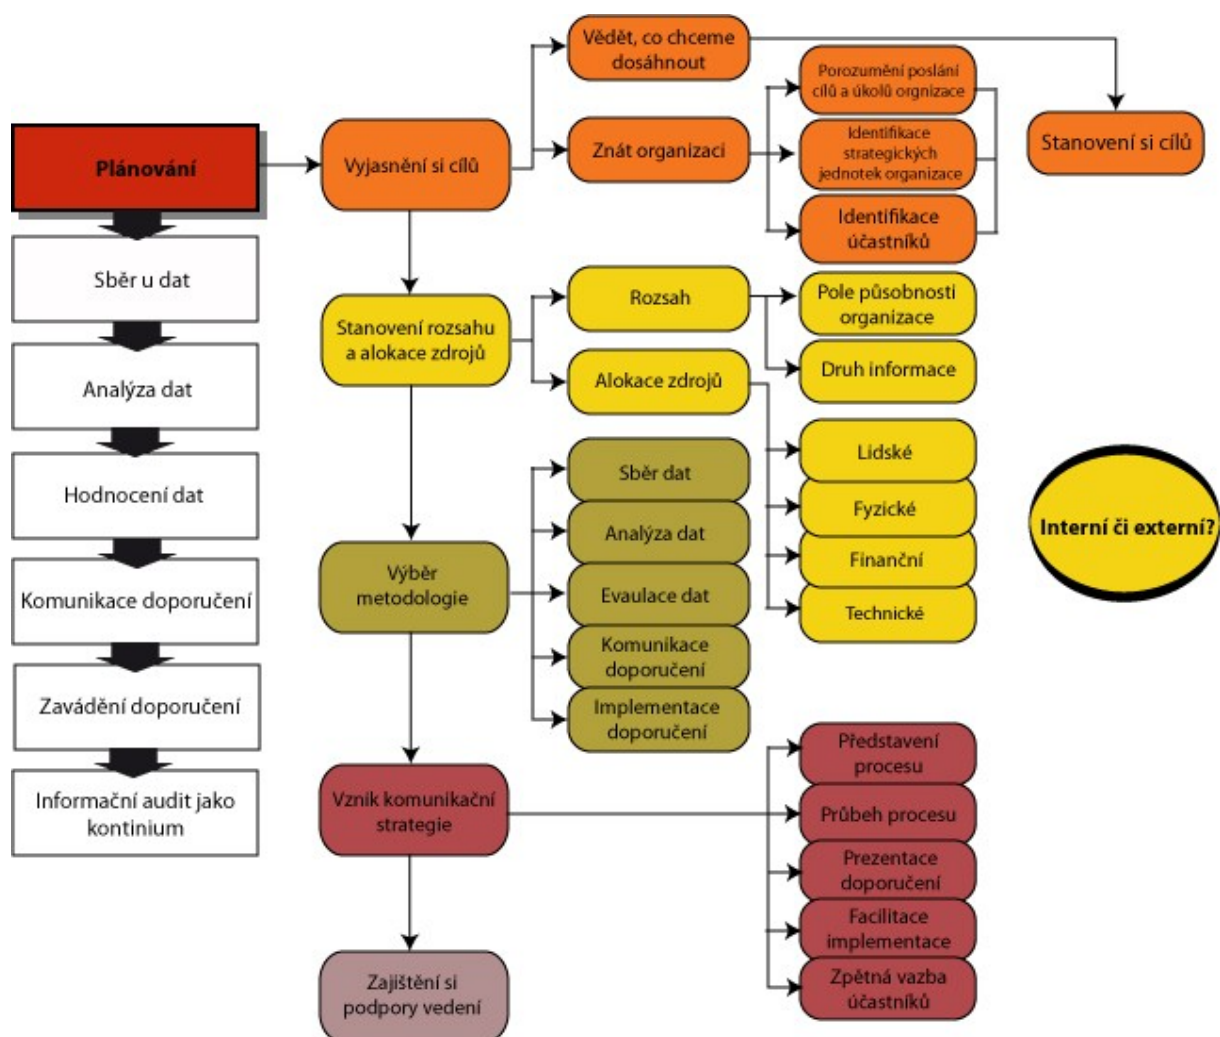 Plánování
Sběr u dat
Analýza dat
Hodnocení dat
Komunikace doporučení
Zavádění doporučení
Informační audit jako
kontinium
Vyjasnění si cílů
Vědět, co chceme
dosáhnout
Znát organizaci
Porozumění poslání
cílů a úkolů orgnizace
Identifikace
strategických
jednotek organizace
Identifikace
účastníků
Stanovení si cílů
Stanovení rozsahu
a alokace zdrojů
Rozsah
Alokace zdrojů
Pole působnosti
organizace
Druh informace
Lidské
Fyzické
Finanční
Technické
Interní či externí?
Výběr
metodologie
Sběr dat
Analýza dat
Evaulace dat
Komunikace
doporučení
Implementace
doporučení
Vznik komunikační
strategie
Představení
procesu
Průbeh procesu
Prezentace
doporučení
Facilitace
implementace
Zpětná vazba
účastníků
Zajištění si
podpory vedení